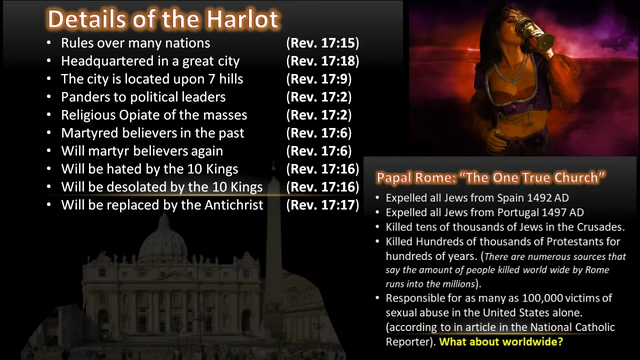 Details of the Harlot
• Rules over many nations (Rev. 17:15)
• Headquartered in a great city (Rev. 17:18)
• The city is located upon 7 hills (Rev. 17:9)
• Panders to political leaders (Rev. 17:2)
• Religious Opiate of the masses (Rev. 17:2)
• Martyred believers in the past (Rev. 17:6)
• Will martyr believers again (Rev. 17:6)
• Will be hated by the 10 Kings (Rev. 17:16)
• Will be desolated by the 10 Kings (Rev. 17:16)
• Will be replaced by the Antichrist (Rev. 17:17)
Papal Rome: “The One True Church”
• Expelled all Jews from Spain 1492 AD
• Expelled all Jews from Portugal 1497 AD
• Killed tens of thousands of Jews in the Crusades.
• Killed Hundreds of thousands of Protestants for
hundreds of years. (There are numerous sources that
say the amount of people killed world wide by Rome
runs into the millions).
• Responsible for as many as 100,000 victims of
sexual abuse in the United States alone.
(according to in article in the National Catholic
Reporter). What about worldwide?